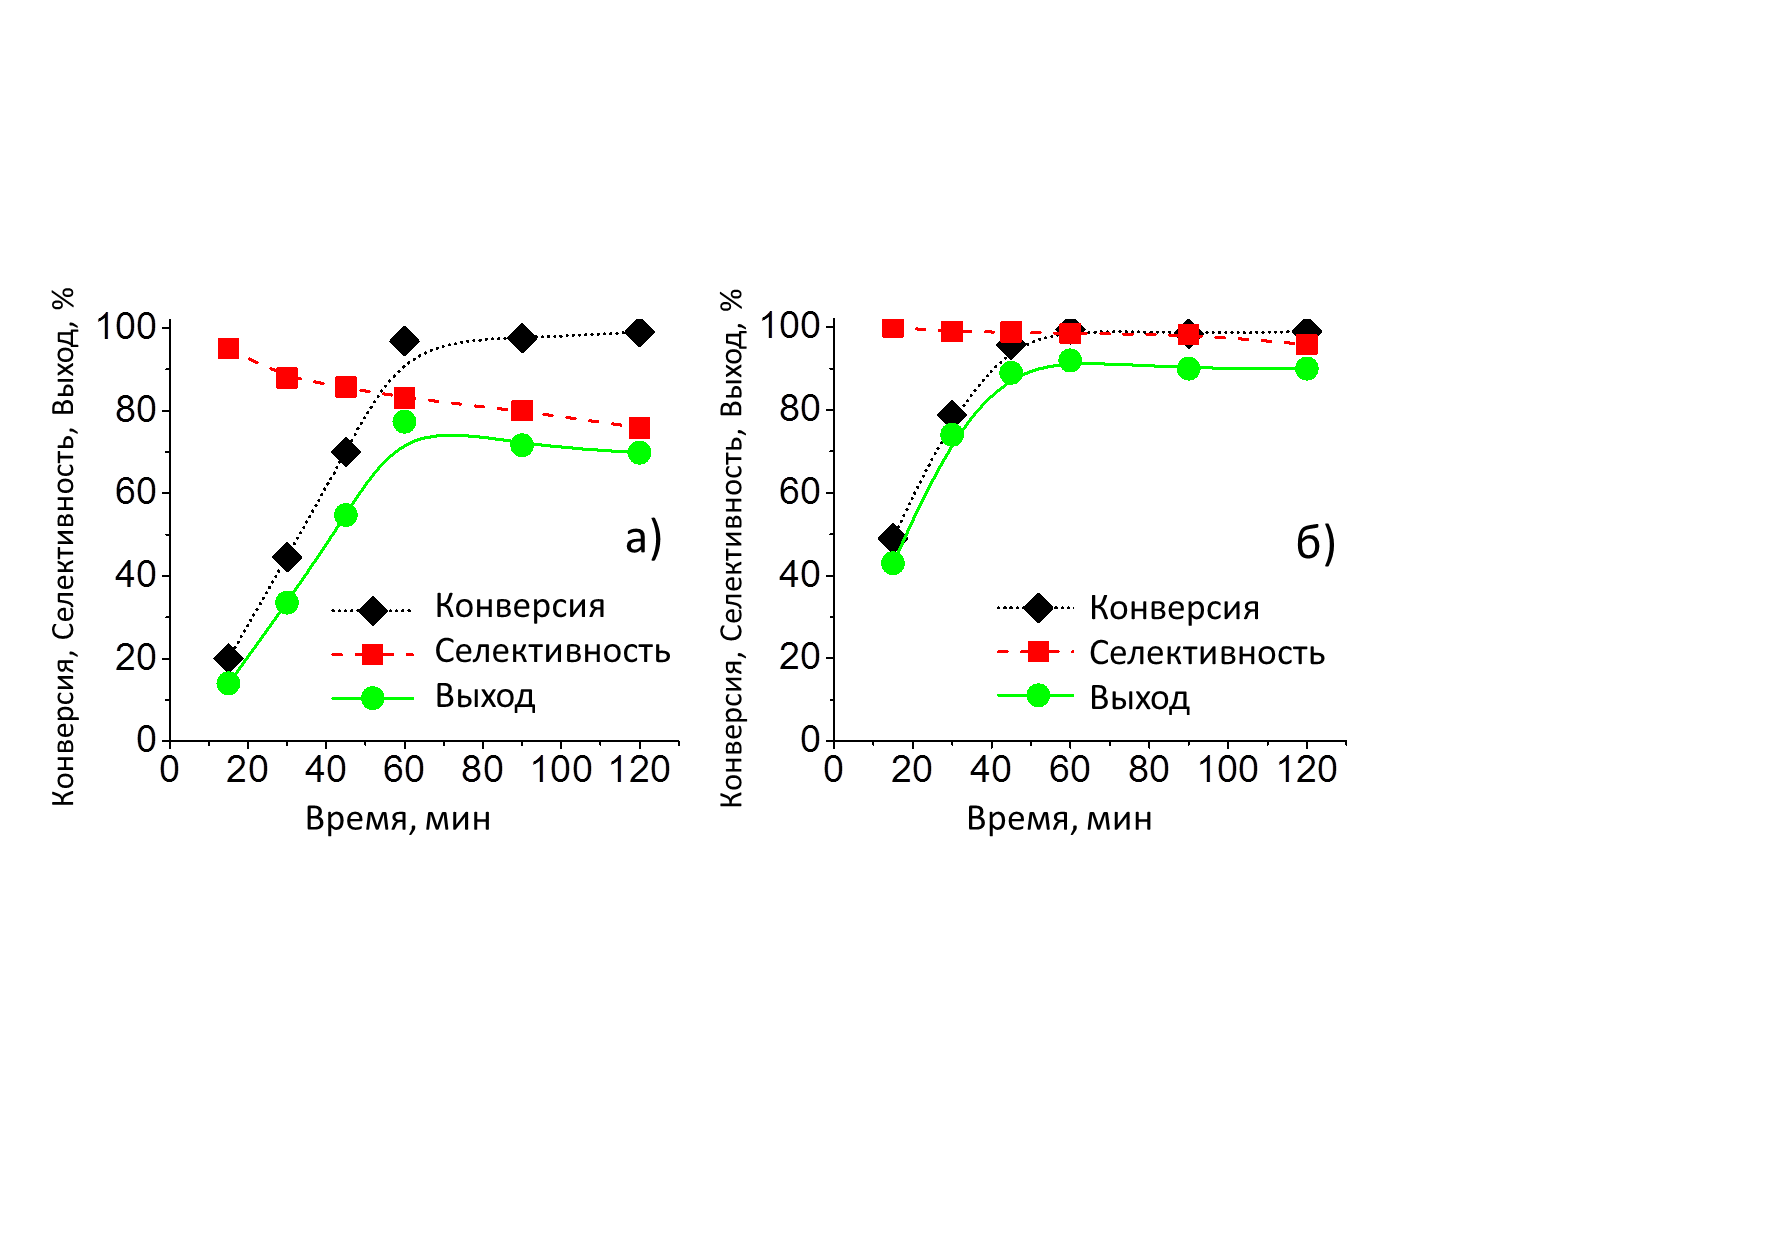 Конверсия, Селективность, Выход, %
100
80
60
40
20
0
0 20 40 60 80 100 120
Время, мин
а)
Конверсия
Селективность
Выход
Конверсия, Селективность, Выход, %
100
80
60
40
20
0
0 20 40 60 80 100 120
Время, мин
б)
Конверсия
Селективность
Выход